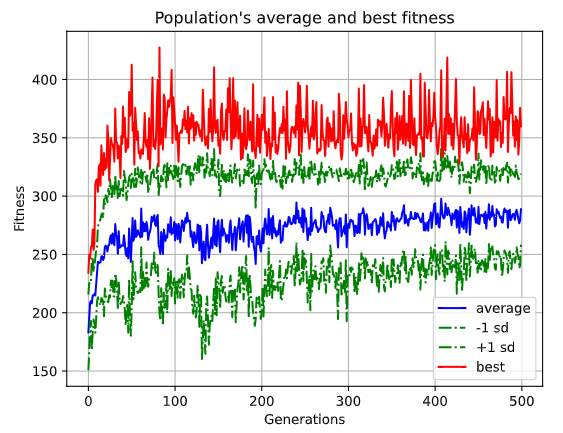 Population's average and best fitness
Fitness
400
350
300
250
200
150
0
100
200
300
400
500
Generations
average
-1 sd
+1 sd
best